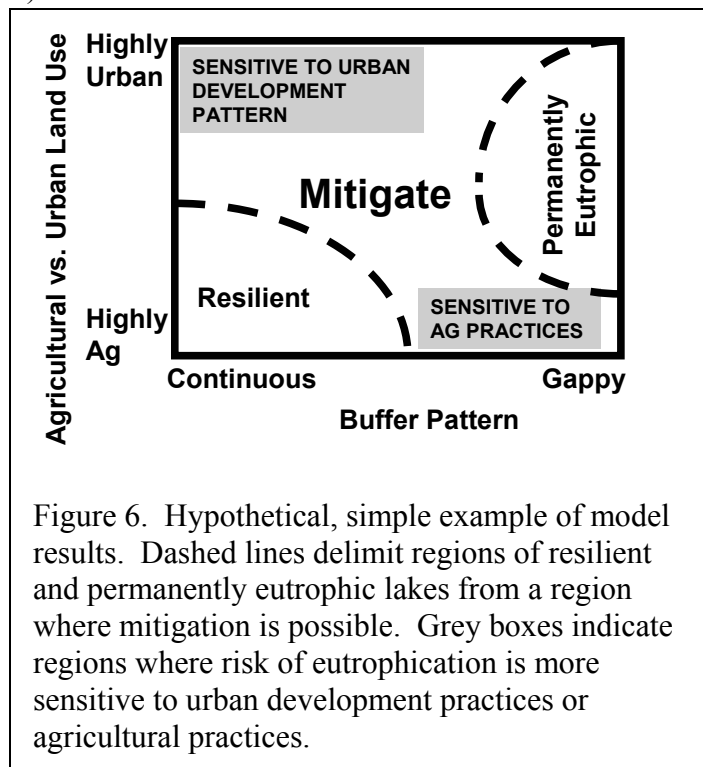 Agricultural vs. Urban Land Use
Highly
Urban
SENSITIVE TO URBAN
DEVELOPMENT
PATTERN
Permanently
Eutrophic
Mitigate
Resilient
SENSITIVE TO
AG PRACTICES
Highly
Ag
Continuous
Gappy
Buffer Pattern
Figure 6.  Hypothetical, simple example of model
results.  Dashed lines delimit regions of resilient
and permanently eutrophic lakes from a region
where mitigation is possible.  Grey boxes indicate
regions where risk of eutrophication is more
sensitive to urban development practices or
agricultural practices.